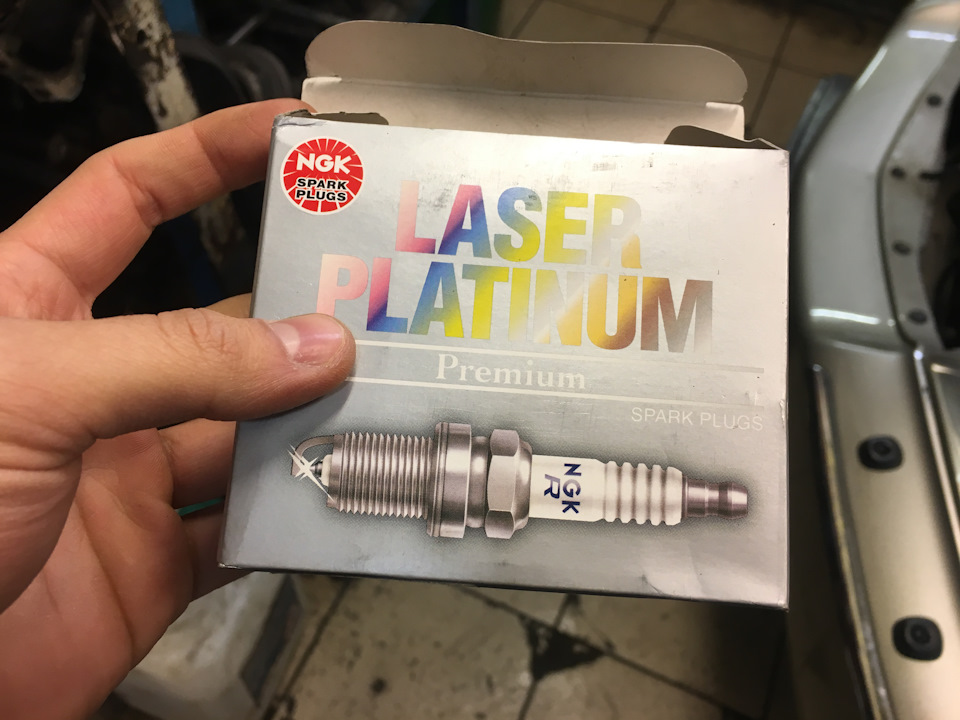 NGK
SPARK
PLUGS
LASER
PLATINUM
Premium
SPARK PLUGS
NGK
R